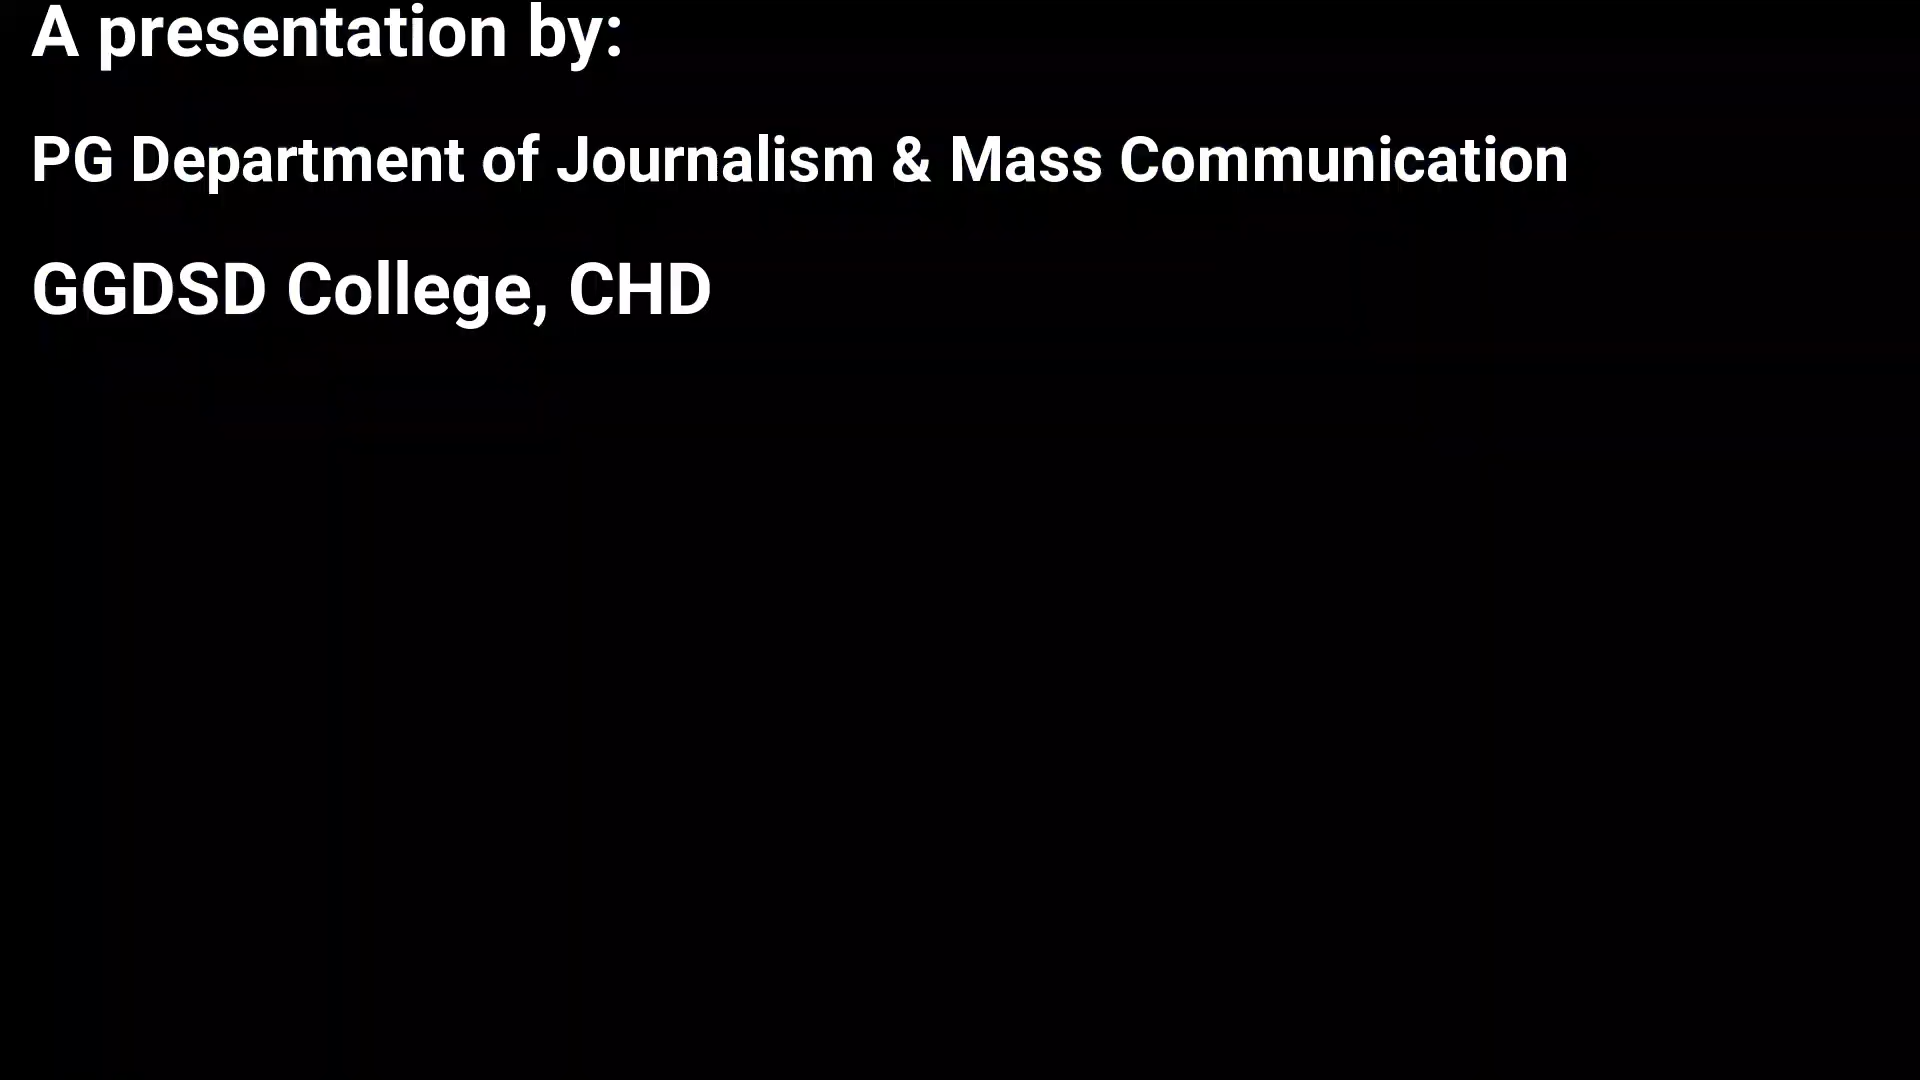 A presentation by:
PG Department of Journalism & Mass Communication
GGDSD College, CHD